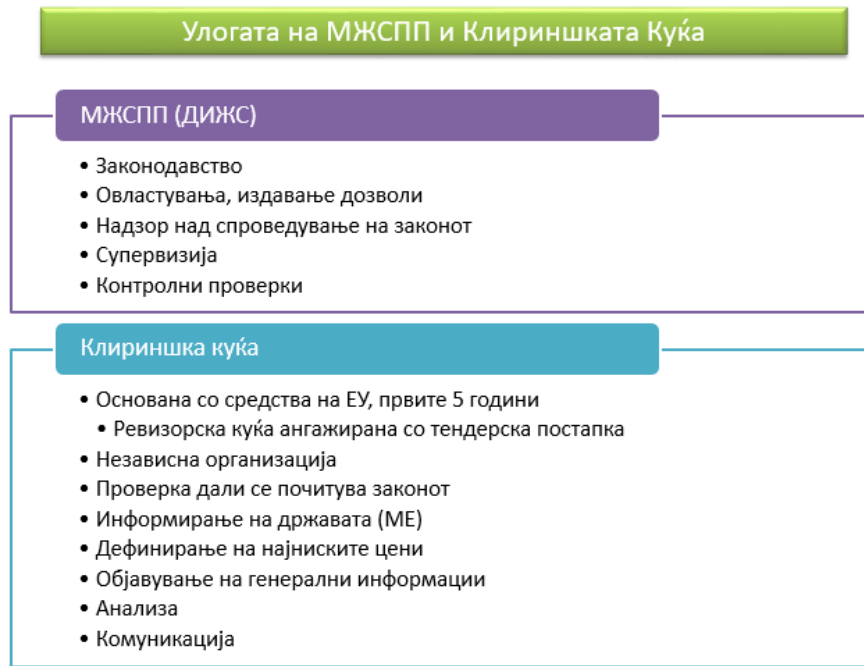 Улогата на МЖСПП и Клириншката Куќа
МЖСПП (ДИЖС)
• Законодавство
• Овластувања, издавање дозволи
• Надзор над спроведување на законот
• Супервизија
• Контролни проверки
Клириншка куќа
• Основана со средства на ЕУ, првите 5 години
• Ревизорска куќа ангажирана со тендерска постапка
• Независна организација
• Проверка дали се почитува законот
• Информирање на државата (МЕ)
• Дефинирање на најниските цени
• Објавување на генерални информации
• Анализа
• Комуникација